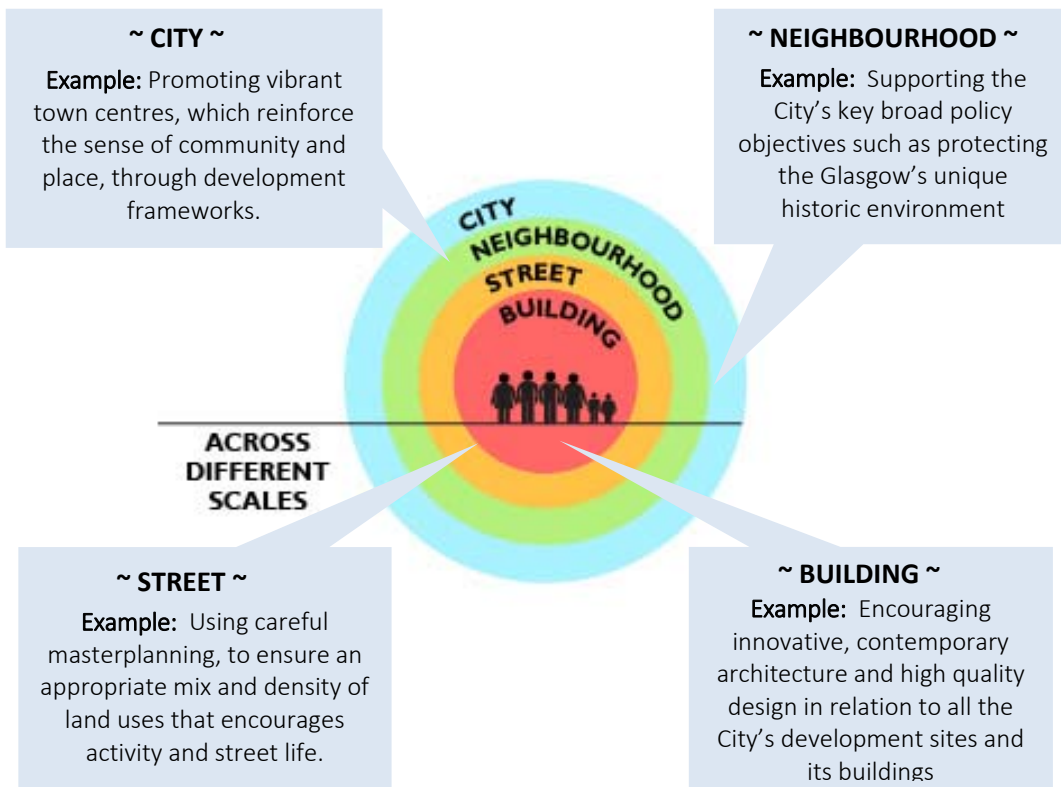 ~ CITY ~
Example: Promoting vibrant
town centres, which reinforce
the sense of community and
place, through development
frameworks.
~ NEIGHBOURHOOD ~
Example: Supporting the
City's key broad policy
objectives such as protecting
the Glasgow's unique
historic environment
CITY
NEIGHBOURHOOD
STREET
BUILDING
ACROSS
DIFFERENT
SCALES
~ STREET ~
Example: Using careful
masterplanning, to ensure an
appropriate mix and density of
land uses that encourages
activity and street life.
~ BUILDING ~
Example: Encouraging
innovative, contemporary
architecture and high quality
design in relation to all the
City's development sites and
its buildings